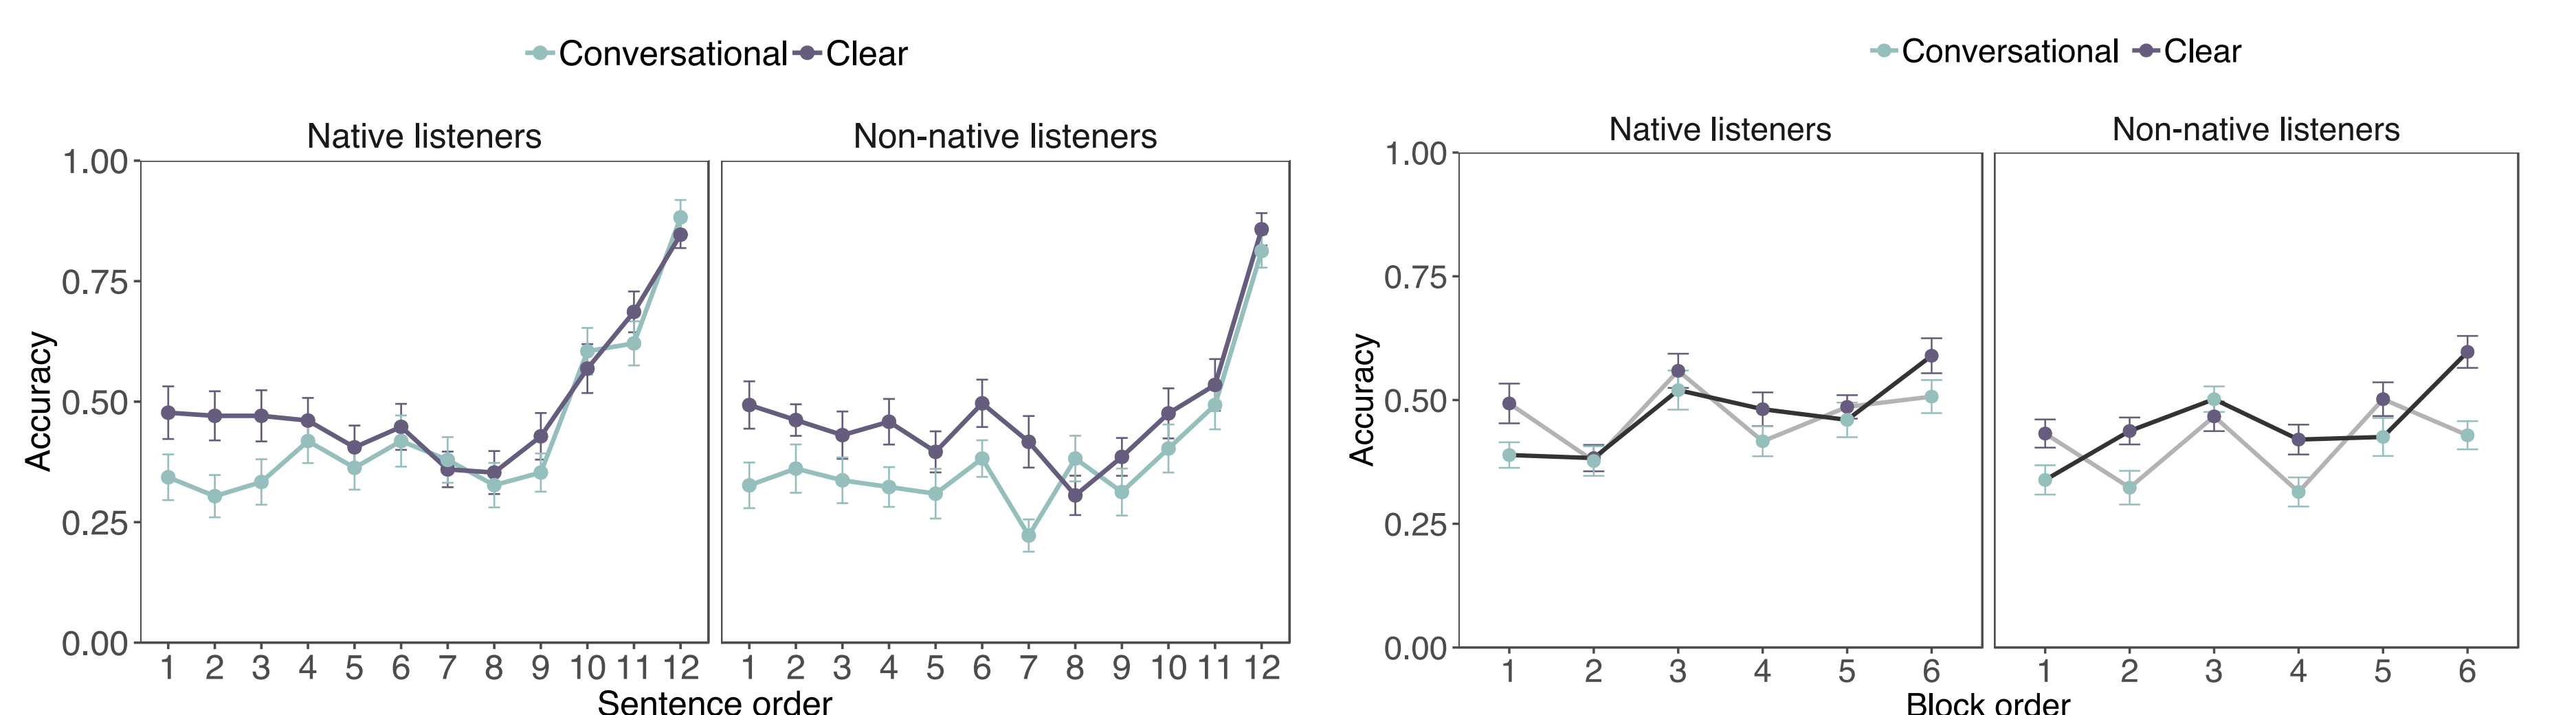 Conversational Clear
Native listeners Non-native listeners
Accuracy
1.00
0.75
0.50
0.25
0.00
1 2 3 4 5 6 7 8 9 10 11 12 1 2 3 4 5 6 7 8 9 10 11 12
Sentence order
Conversational Clear
Native listeners Non-native listeners
Accuracy
1.00
0.75
0.50
0.25
0.00
1 2 3 4 5 6 1 2 3 4 5 6
Block order